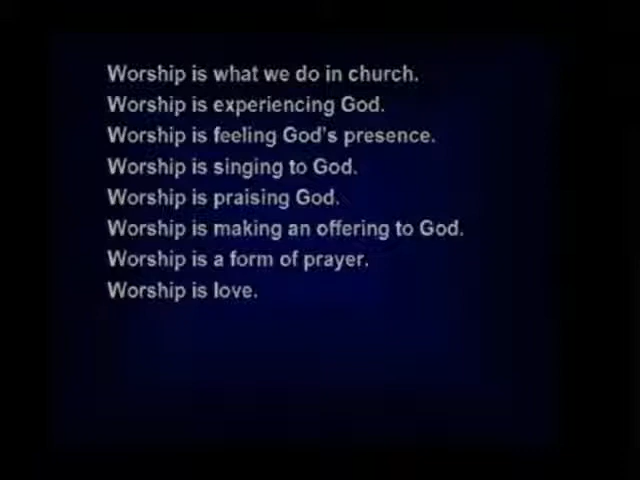 Worship is what we do in church.
Worship is experiencing God.
Worship is feeling God's presence.
Worship is singing to God.
Worship is praising God.
Worship is making an offering to God.
Worship is a form of prayer.
Worship is love.